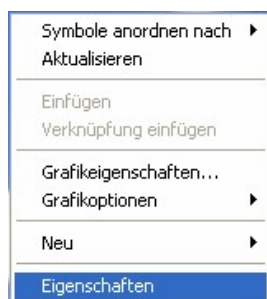 Symbole anordnen nach
Aktualisieren
Einfügen
Verknüpfung einfügen
Grafikeigenschaften...
Grafikoptionen
Neu
Eigenschaften